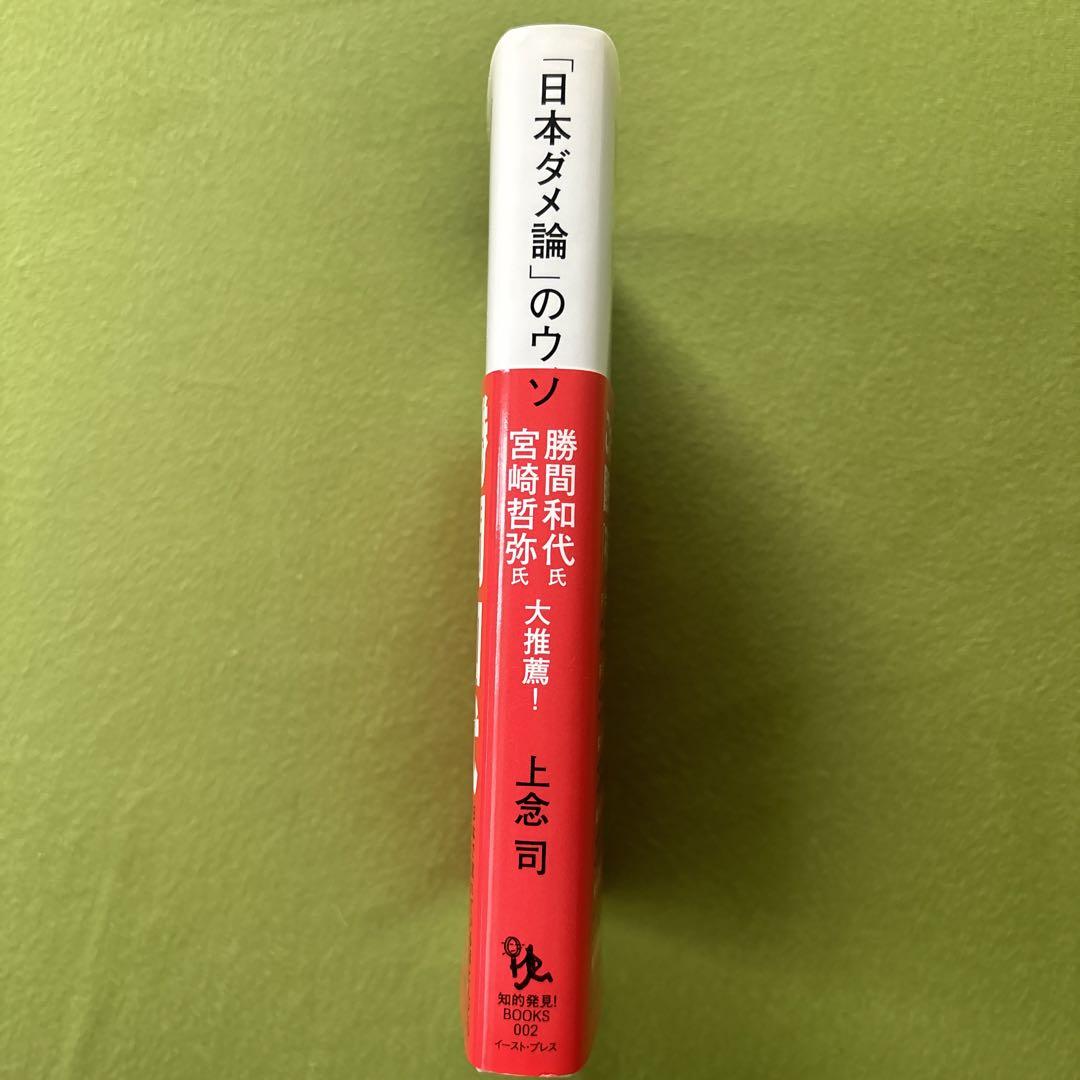 「日本ダメ論」のウソ
勝間和代氏
宮崎哲弥氏
大推薦！
上念 司
知的発見!
BOOKS
002
イースト・プレス